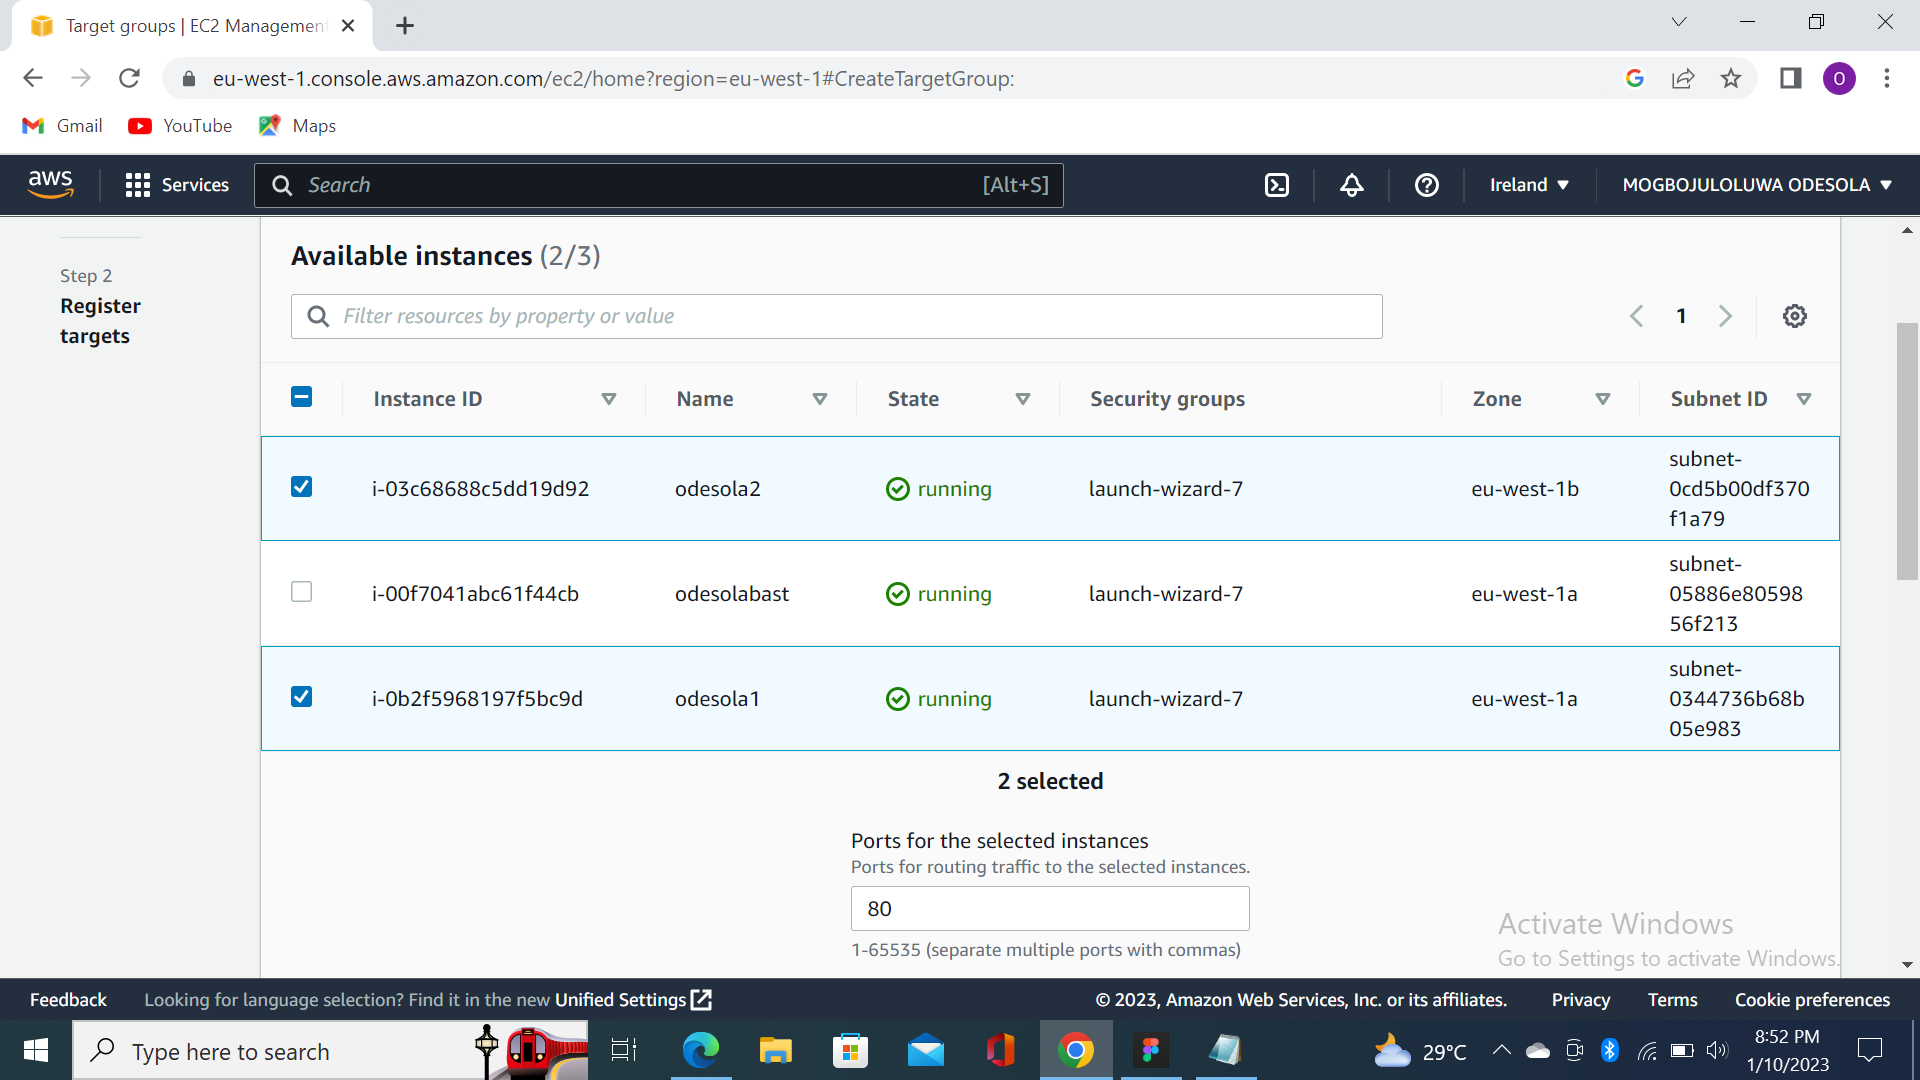 Target groups | EC2 Management
eu-west-1.console.aws.amazon.com/ec2/home?region=eu-west-1#CreateTargetGroup:
O
Gmail
YouTube
Maps
aws
Services
Search
[Alt+S]
Ireland
MOGBOJULOLUWA ODESOLA
Step 2
Register
targets
Available instances (2/3)
Filter resources by property or value
1
Instance ID Name State Security groups Zone Subnet ID
i-03c68688c5dd19d92 odesola2 running launch-wizard-7 eu-west-1b subnet-
0cd5b00df370
f1a79
i-00f7041abc61f44cb odesolabast running launch-wizard-7 eu-west-1a subnet-
05886e80598
56f213
i-0b2f5968197f5bc9d odesola1 running launch-wizard-7 eu-west-1a subnet-
0344736b68b
05e983
2 selected
Ports for the selected instances
Ports for routing traffic to the selected instances.
80
1-65535 (separate multiple ports with commas)
Activate Windows
Go to Settings to activate Windows.
Feedback Looking for language selection? Find it in the new Unified Settings © 2023, Amazon Web Services, Inc. or its affiliates. Privacy Terms Cookie preferences
Type here to search
29°C
8:52 PM
1/10/2023